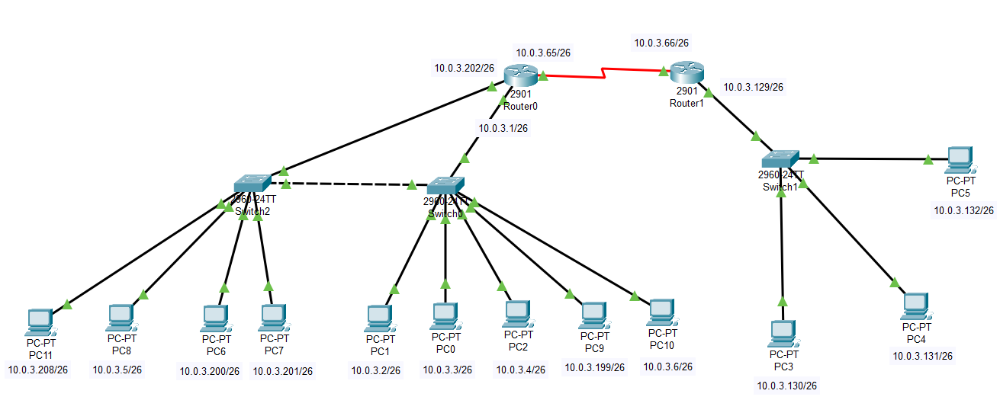 10.0.3.66/26
10.0.3.65/26
10.0.3.202/26
2901
Router0
2901
Router1
10.0.3.129/26
10.0.3.1/26
2960-24TT
Switch2
2960-24TT
Switch0
2960-24TT
Switch1
PC-PT
PC5
10.0.3.132/26
PC-PT
PC11
10.0.3.208/26
PC-PT
PC8
10.0.3.5/26
PC-PT
PC6
10.0.3.200/26
PC-PT
PC7
10.0.3.201/26
PC-PT
PC1
10.0.3.2/26
PC-PT
PC0
10.0.3.3/26
PC-PT
PC2
10.0.3.4/26
PC-PT
PC9
10.0.3.199/26
PC-PT
PC10
10.0.3.6/26
PC-PT
PC4
10.0.3.131/26
PC-PT
PC3
10.0.3.130/26